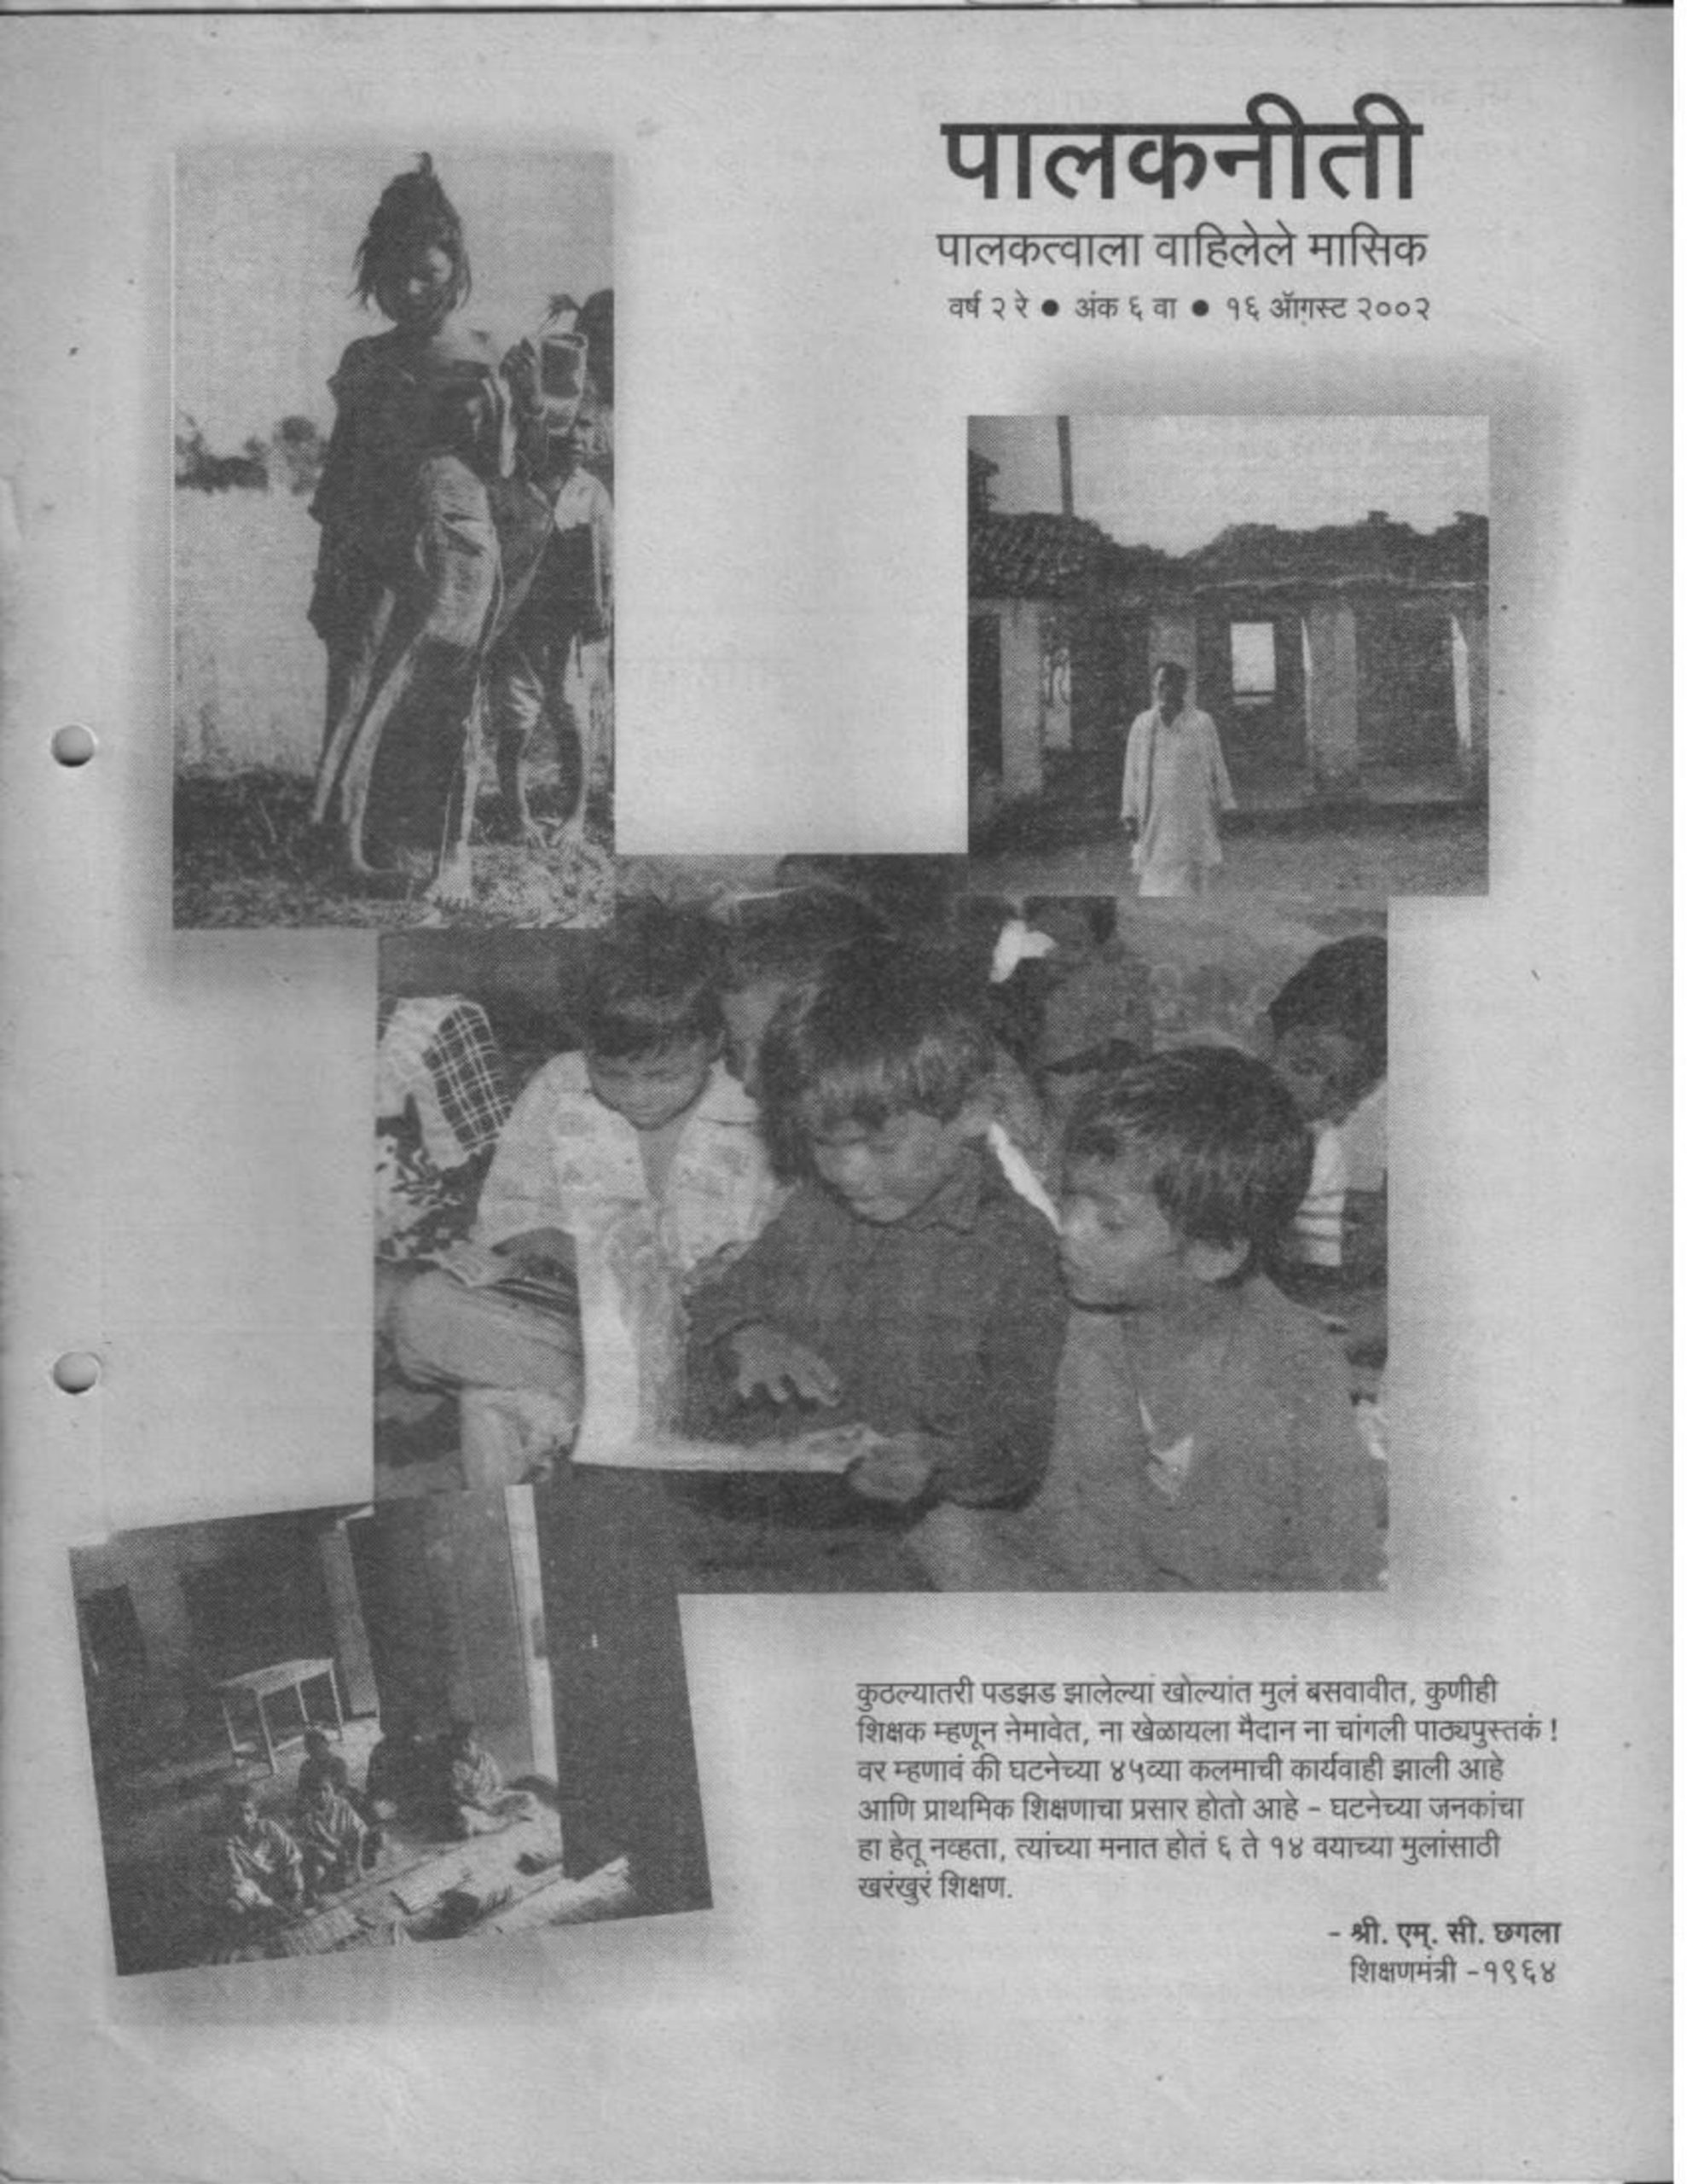 पालकनीती
पालकत्वाला वाहिलेले मासिक
वर्ष २ रे ● अंक ६ वा ● १६ ऑगस्ट २००२
कुठल्यातरी पडझड झालेल्या खोल्यांत मुलं बसवावीत, कुणीही
शिक्षक म्हणून नेमावेत, ना खेळायला मैदान ना चांगली पाठ्यपुस्तकं !
वर म्हणावं की घटनेच्या ४५व्या कलमाची कार्यवाही झाली आहे
आणि प्राथमिक शिक्षणाचा प्रसार होतो आहे – घटनेच्या जनकांचा
हा हेतू नव्हता, त्यांच्या मनात होतं ६ ते १४ वयाच्या मुलांसाठी
खरंखुरं शिक्षण.
– श्री. एम्. सी. छगला
शिक्षणमंत्री –१९६४